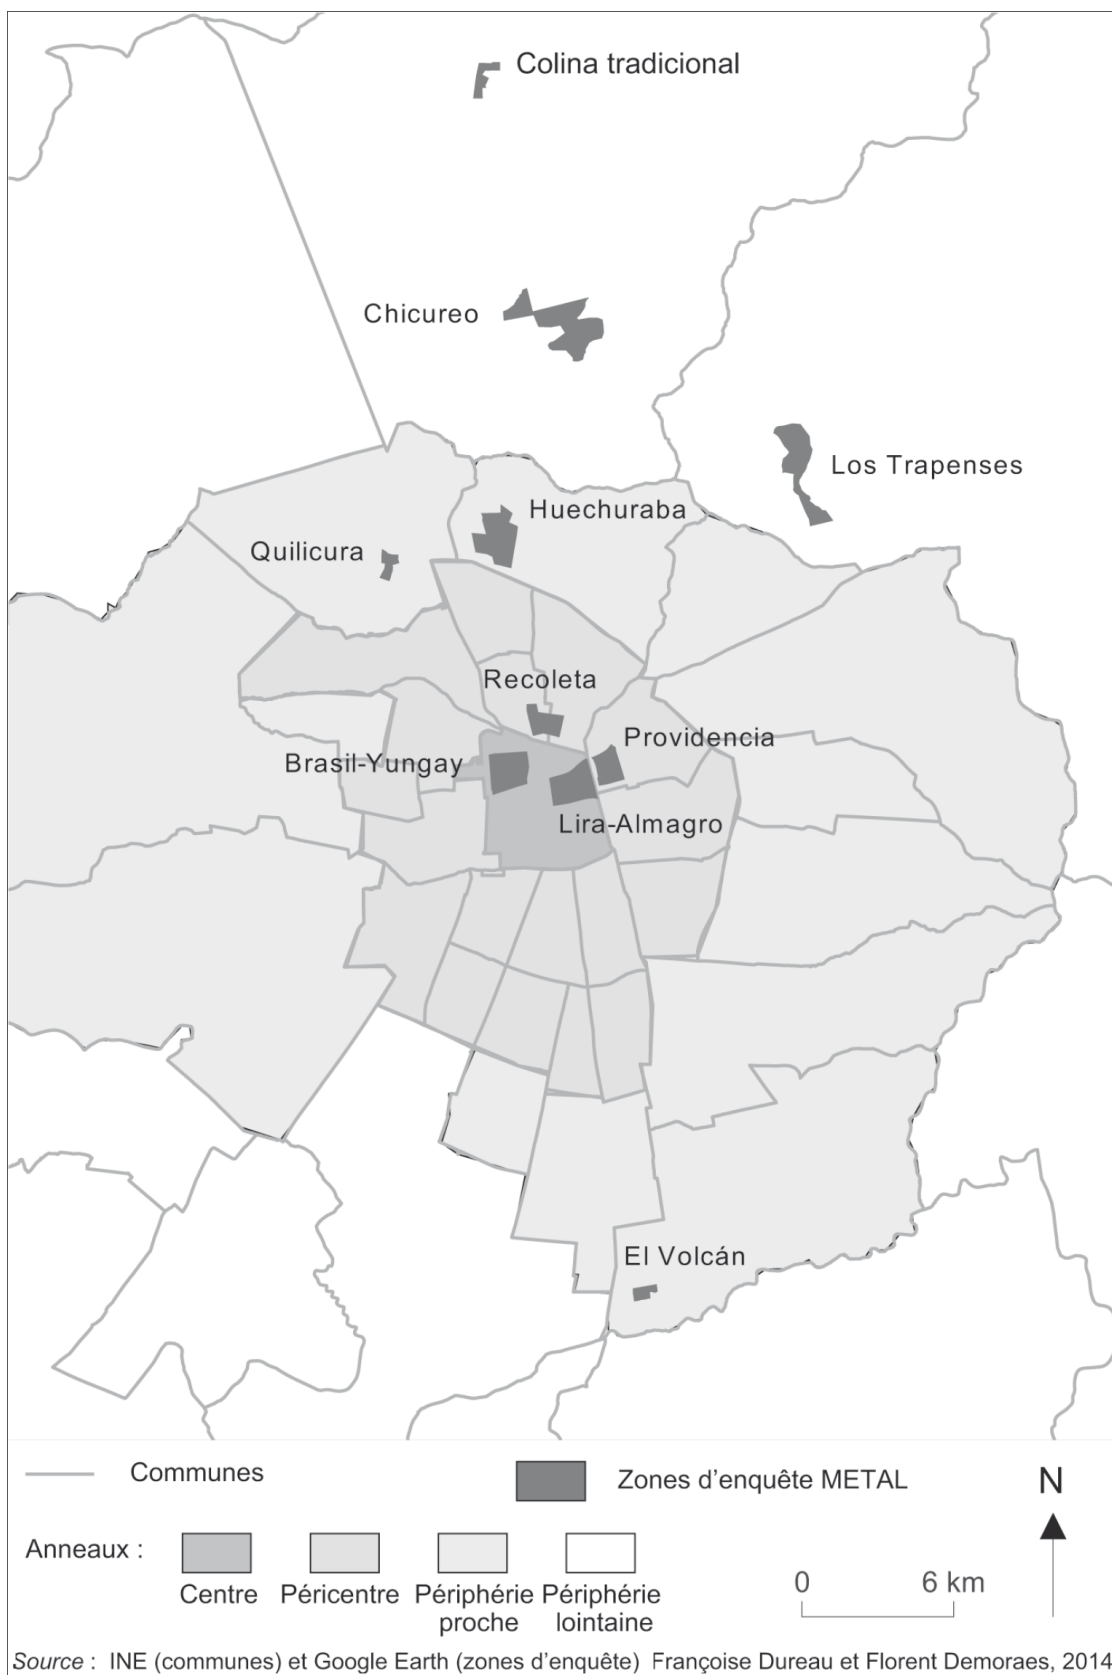 Colina tradicional
Chicureo
Los Trapenses
Huechuraba
Quilicura
Recoleta
Providencia
Brasil-Yungay
Lira-Almagro
El Volcán
Communes
Zones d'enquête METAL
N
Anneaux :
Centre
Péricentre
Périphérie
proche
Périphérie
lointaine
0 6 km
Source : INE (communes) et Google Earth (zones d'enquête) Françoise Dureau et Florent Demoraes, 2014